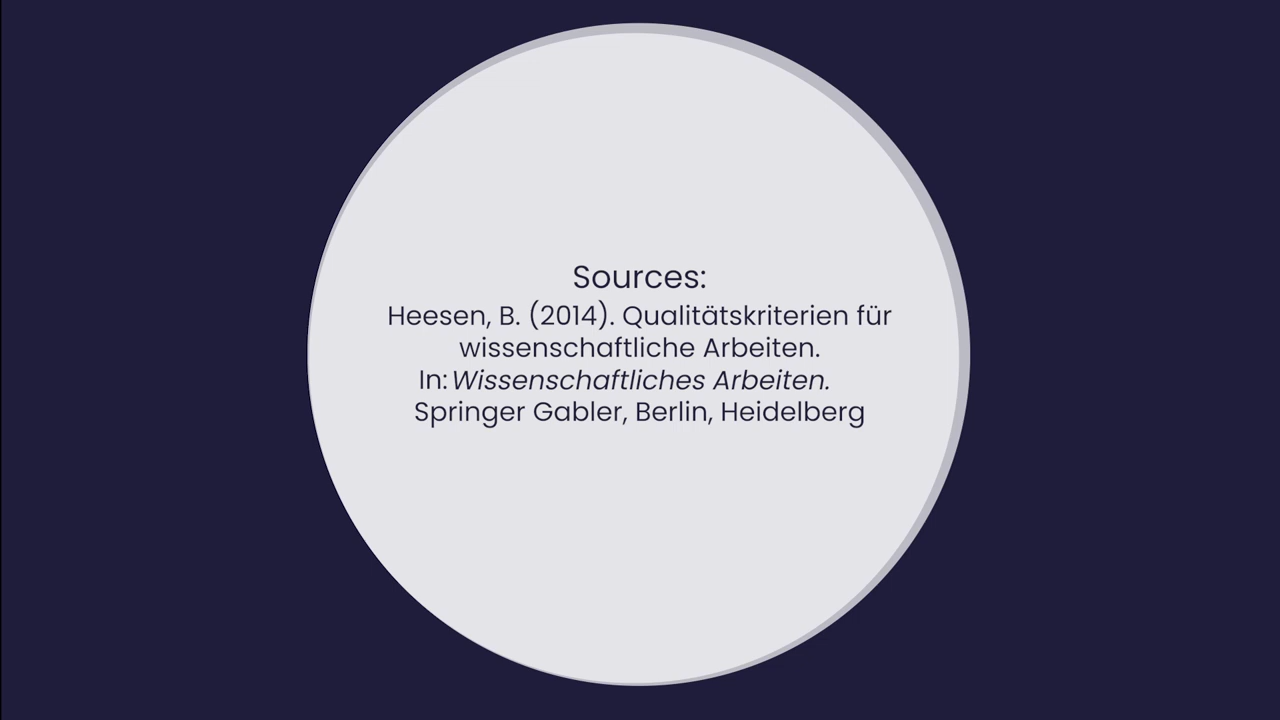 Sources:
Heesen, B. (2014). Qualitätskriterien für
wissenschaftliche Arbeiten.
In: Wissenschaftliches Arbeiten.
Springer Gabler, Berlin, Heidelberg